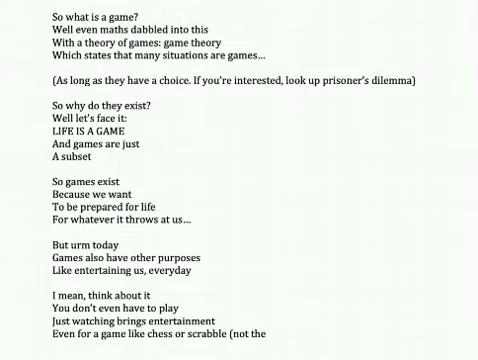 So what is a game?
Well even maths dabbled into this
With a theory of games: game theory
Which states that many situations are games…
(As long as they have a choice. If you're interested, look up prisoner's dilemma)
So why do they exist?
Well let's face it:
LIFE IS A GAME
And games are just
A subset
So games exist
Because we want
To be prepared for life
For whatever it throws at us…
But urm today
Games also have other purposes
Like entertaining us, everyday
I mean, think about it
You don't even have to play
Just watching brings entertainment
Even for a game like chess or scrabble (not the